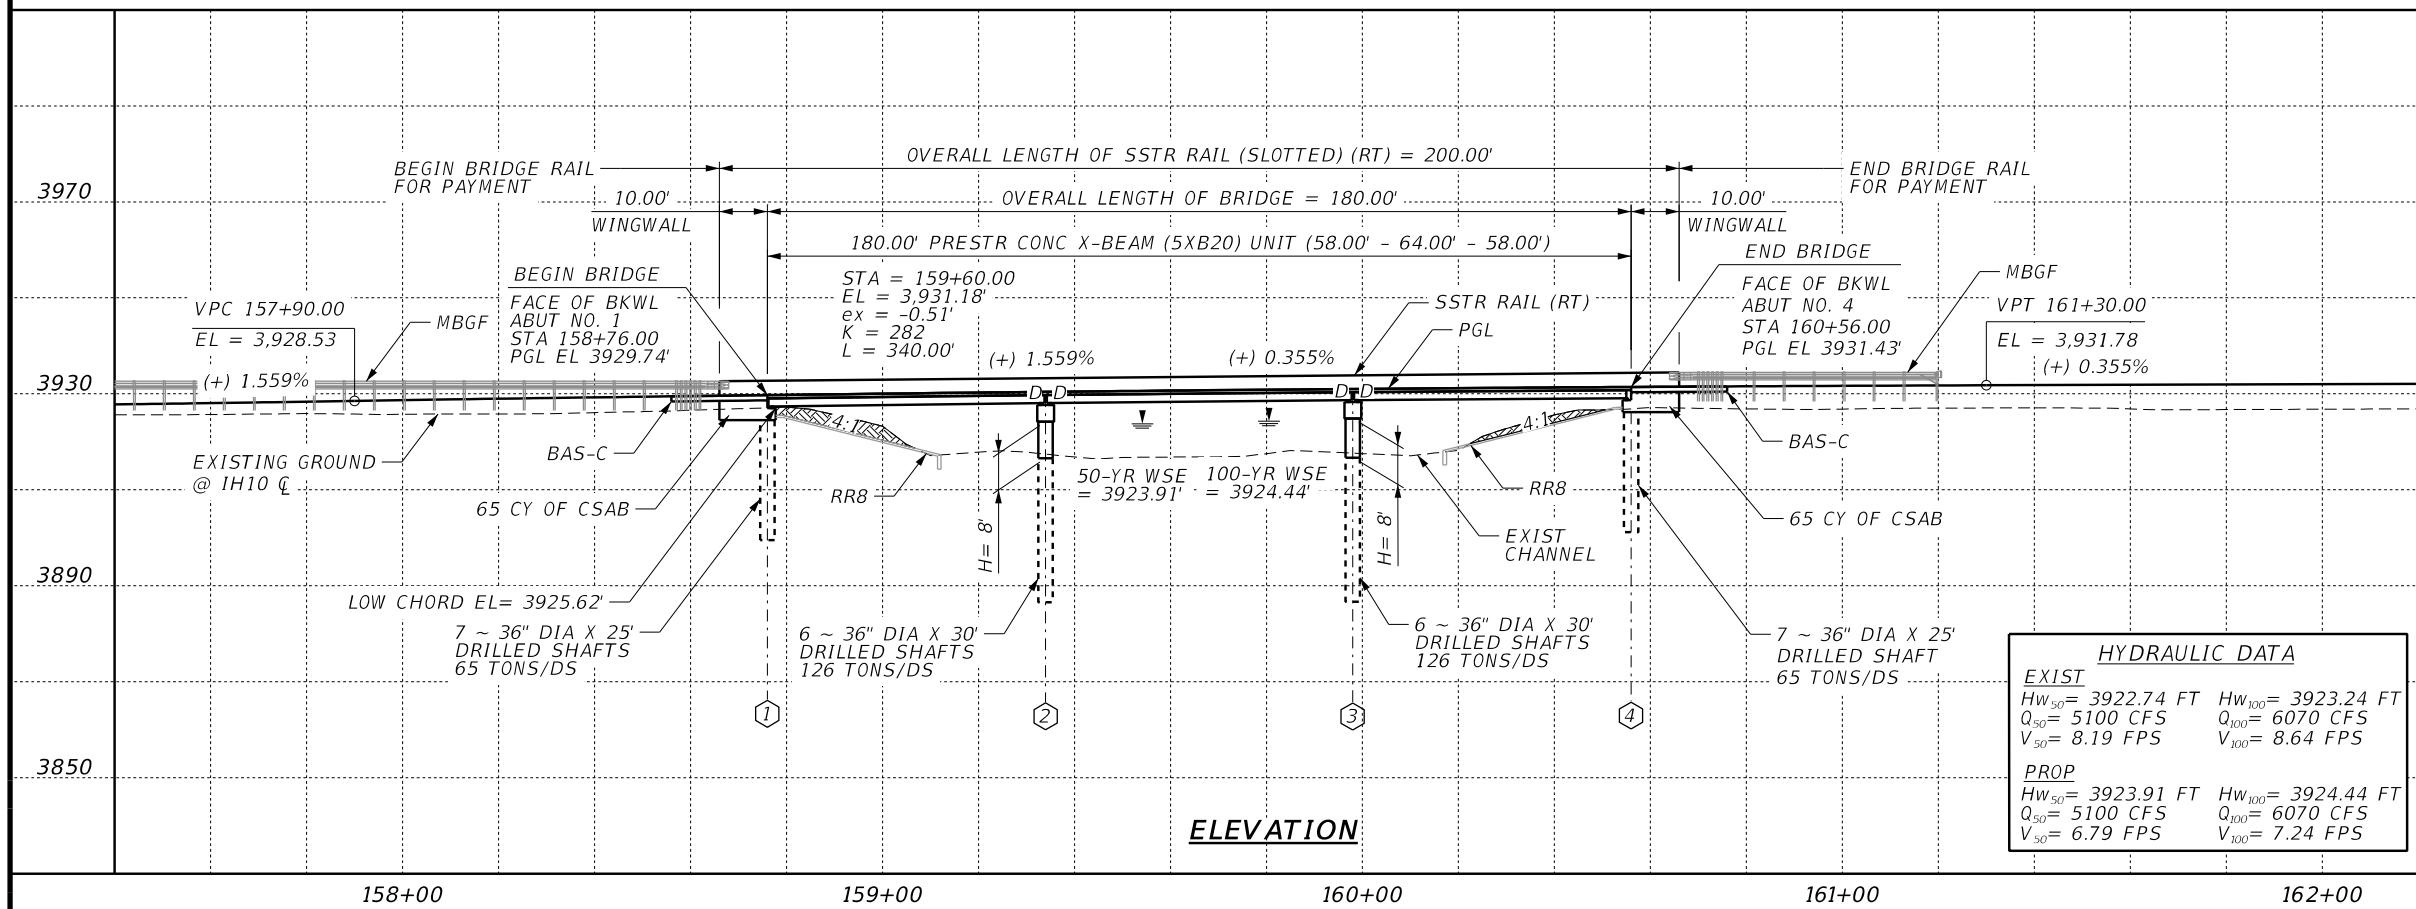 OVERALL LENGTH OF SSTR RAIL (SLOTTED) (RT) = 200.00'
BEGIN BRIDGE RAIL
FOR PAYMENT
END BRIDGE RAIL
FOR PAYMENT
3970
10.00'
WINGWALL
OVERALL LENGTH OF BRIDGE = 180.00'
10.00'
WINGWALL
180.00' PRESTR CONC X-BEAM (5XB20) UNIT (58.00' - 64.00' - 58.00')
BEGIN BRIDGE
FACE OF BKWL
ABUT NO. 1
STA 158+76.00
PGL EL 3929.74'
STA = 159+60.00
EL = 3,931.18'
ex = -0.51'
K = 282
L = 340.00'
END BRIDGE
FACE OF BKWL
ABUT NO. 4
STA 160+56.00
PGL EL 3931.43'
MBGF
VPC 157+90.00
EL = 3,928.53
MBGF
SSTR RAIL (RT)
PGL
VPT 161+30.00
EL = 3,931.78
(+) 1.559%
(+) 0.355%
(+) 0.355%
(+) 1.559%
3930
D D
D D
4:1
4:1
EXISTING GROUND
@ IH10 ℄
BAS-C
BAS-C
65 CY OF CSAB
RR8
50-YR WSE
= 3923.91'
100-YR WSE
= 3924.44'
RR8
65 CY OF CSAB
H= 8'
H= 8'
EXIST
CHANNEL
3890
LOW CHORD EL= 3925.62'
7 ~ 36" DIA X 25'
DRILLED SHAFTS
65 TONS/DS
6 ~ 36" DIA X 30'
DRILLED SHAFTS
126 TONS/DS
6 ~ 36" DIA X 30'
DRILLED SHAFTS
126 TONS/DS
7 ~ 36" DIA X 25'
DRILLED SHAFT
65 TONS/DS
1
2
3
4
HYDRAULIC DATA
EXIST
Hw50= 3922.74 FT Hw100= 3923.24 FT
Q50= 5100 CFS Q100= 6070 CFS
V50= 8.19 FPS V100= 8.64 FPS
PROP
Hw50= 3923.91 FT Hw100= 3924.44 FT
Q50= 5100 CFS Q100= 6070 CFS
V50= 6.79 FPS V100= 7.24 FPS
3850
ELEVATION
158+00
159+00
160+00
161+00
162+00